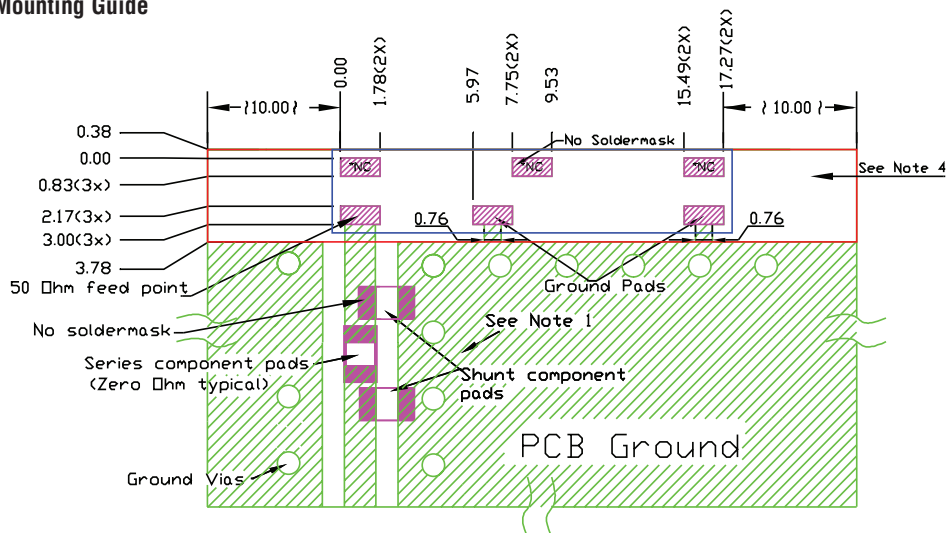 Mounting Guide
0.00
1.78(2X)
5.97
7.75(2X)
9.53
15.49(2X)
17.27(2X)
10.00
10.00
0.38
0.00
0.83(3x)
2.17(3x)
3.00(3x)
3.78
No Soldermask
*NC
*NC
*NC
See Note 4
0.76
0.76
50 Ohm feed point
Ground Pads
No soldermask
See Note 1
Series component pads
(Zero Ohm typical)
Shunt component
pads
PCB Ground
Ground Vias